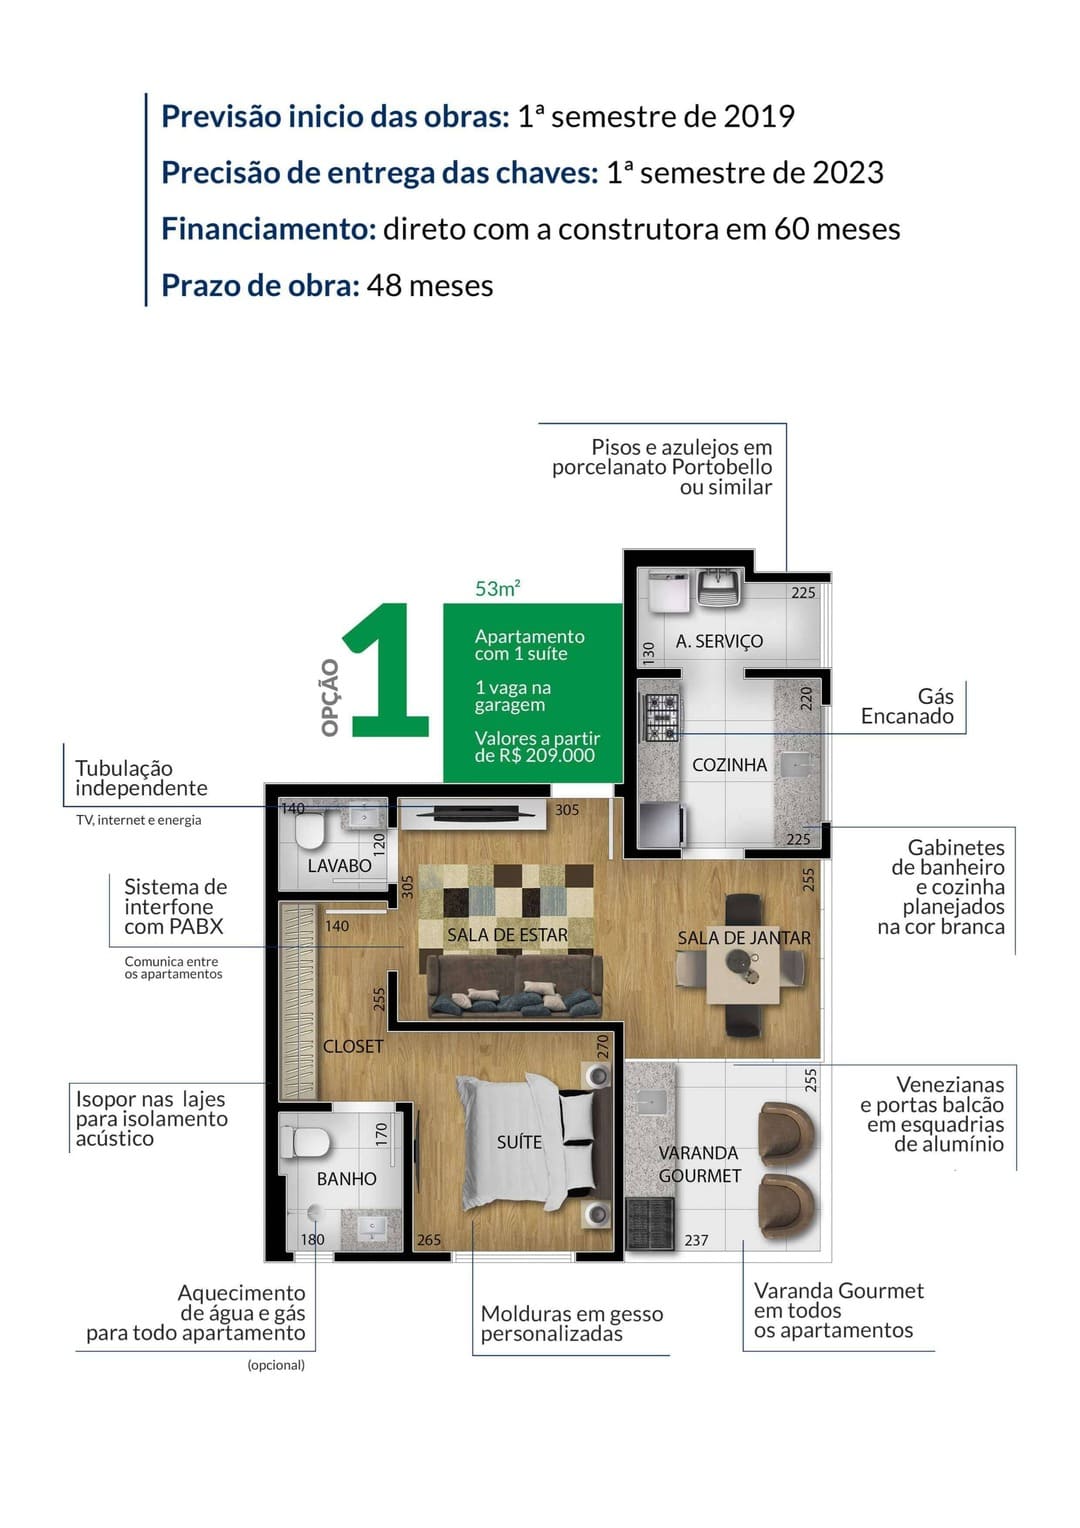 Previsão inicio das obras: 1ª semestre de 2019
Precisão de entrega das chaves: 1ª semestre de 2023
Financiamento: direto com a construtora em 60 meses
Prazo de obra: 48 meses
Pisos e azulejos em
porcelanato Portobello
ou similar
OPÇÃO
1
53m²
Apartamento
com 1 suíte
1 vaga na
garagem
Valores a partir
de R$ 209.000
225
A. SERVIÇO
130
220
COZINHA
225
Gás
Encanado
Tubulação
independente
TV, internet e energia
140
120
LAVABO
305
305
SALA DE ESTAR
255
SALA DE JANTAR
Gabinetes
de banheiro
e cozinha
planejados
na cor branca
Sistema de
interfone
com PABX
Comunica entre
os apartamentos
140
255
CLOSET
270
Isopor nas lajes
para isolamento
acústico
170
BANHO
180
SUÍTE
265
255
VARANDA
GOURMET
237
Venezianas
e portas balcão
em esquadrias
de alumínio
Aquecimento
de água e gás
para todo apartamento
(opcional)
Molduras em gesso
personalizadas
Varanda Gourmet
em todos
os apartamentos